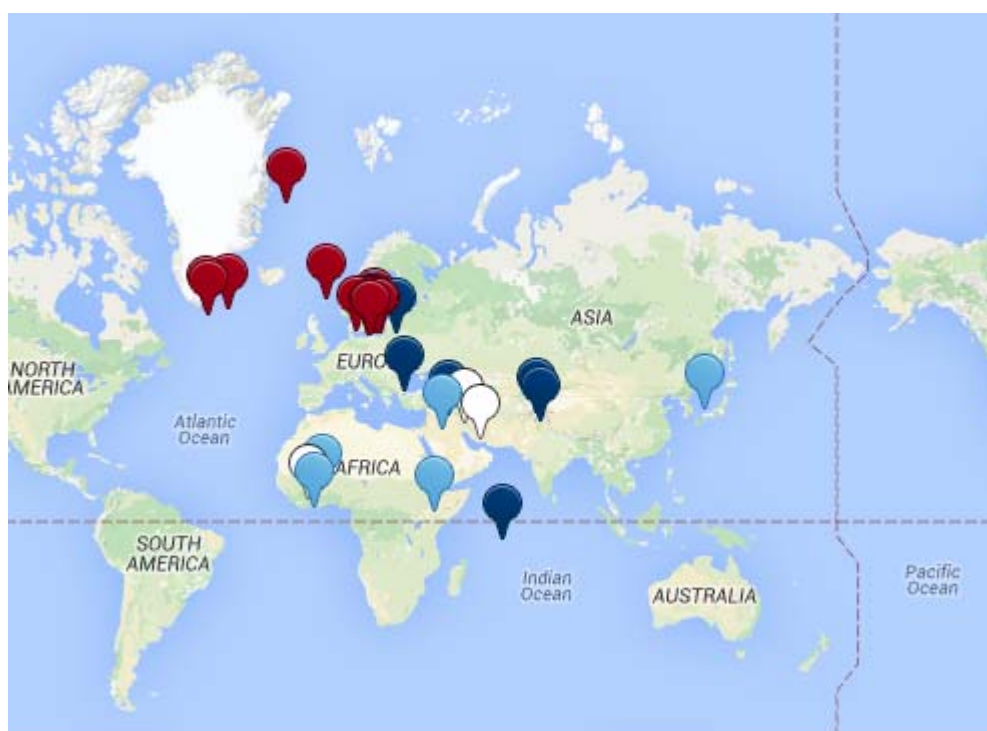 ASIA
EURO
NORTH
AMERICA
Atlantic
Ocean
AFRICA
SOUTH
AMERICA
Indian
Ocean
AUSTRALIA
Pacific
Ocean